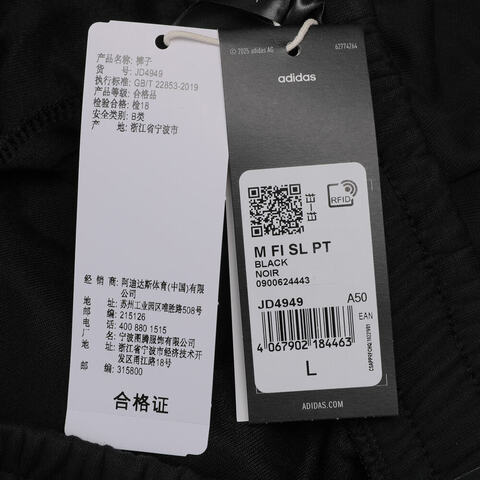 产品名称: 裤子
货 号: JD4949
执行标准: GB/T 22853-2019
产品等级: 合格品
检验合格: 检18
安全类别: B类
产 地: 浙江省宁波市
经 销 商: 阿迪达斯体育(中国)有限公司
地址: 苏州工业园区唯胜路508号
邮编: 215126
电话: 400 880 1515
厂 商: 宁波图腾服饰有限公司
地址: 浙江省宁波市经济技术开发区甬江路18号
邮编: 315800
合格证
© 2025 adidas AG
62774264
adidas
RFID
M FI SL PT
BLACK
NOIR
0900624443
JD4949 A50
EAN
4 067902 184463
L
ADIDAS.COM